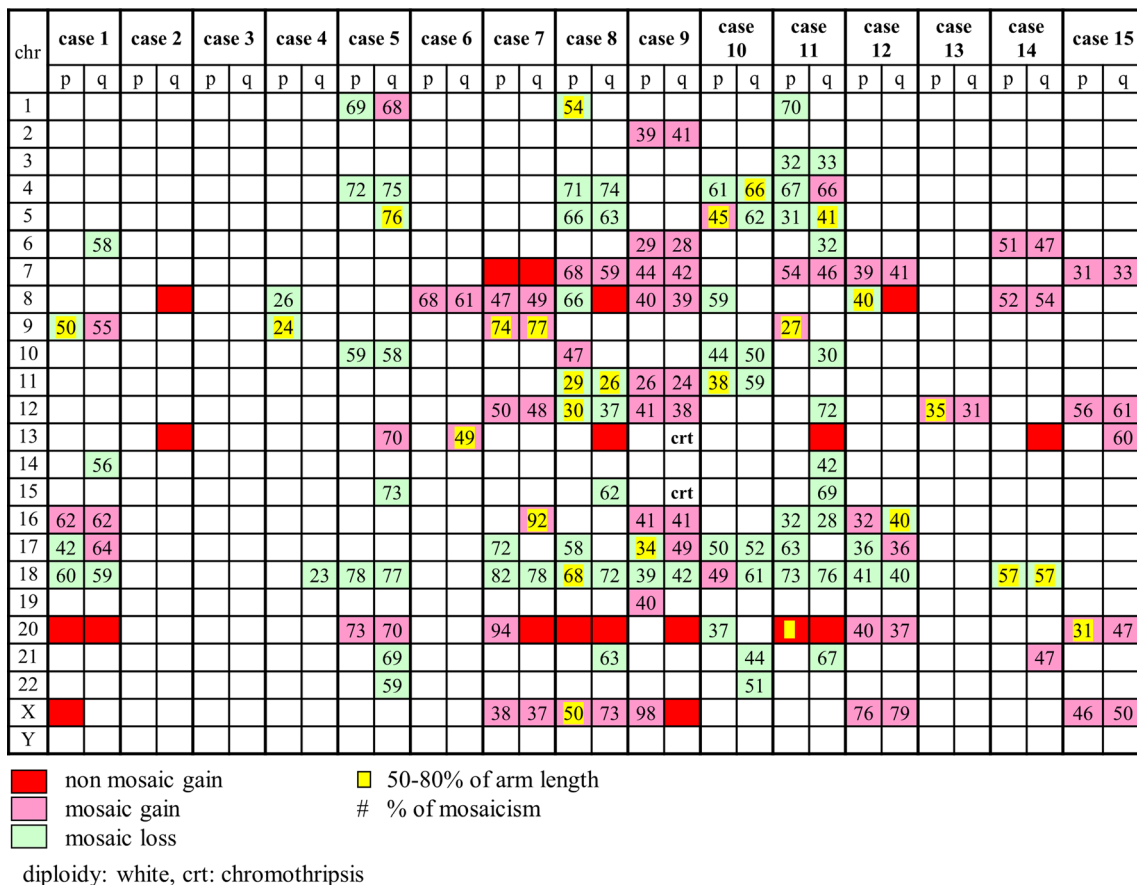 chr case 1 case 2 case 3 case 4 case 5 case 6 case 7 case 8 case 9 case 10 case 11 case 12 case 13 case 14 case 15
p q p q p q p q p q p q p q p q p q p q p q p q p q p q p q
1 69 68 54 70
2 39 41
3 32 33
4 72 75 71 74 61 66 67 66
5 76 66 63 45 62 31 41
6 58 29 28 32 51 47
7 68 59 44 42 54 46 39 41 31 33
8 26 68 61 47 49 66 40 39 59 40 52 54
9 50 55 24 74 77 27
10 59 58 47 44 50 30
11 29 26 26 24 38 59
12 50 48 30 37 41 38 72 35 31 56 61
13 70 49 crt 60
14 56 42
15 73 62 crt 69
16 62 62 92 41 41 32 28 32 40
17 42 64 72 58 34 49 50 52 63 36 36
18 60 59 23 78 77 82 78 68 72 39 42 49 61 73 76 41 40 57 57
19 40
20 73 70 94 37 40 37 31 47
21 69 63 44 67 47
22 59 51
X 38 37 50 73 98 76 79 46 50
Y
non mosaic gain
mosaic gain
mosaic loss
50-80% of arm length
# % of mosaicism
diploidy: white, crt: chromothripsis